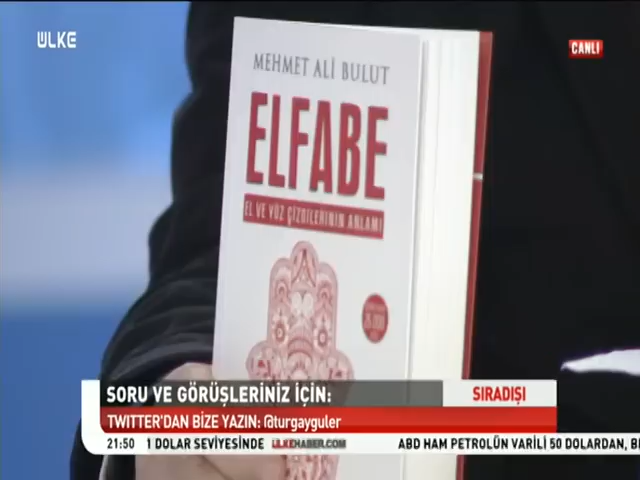 ÜLKE
CANLI
MEHMET ALİ BULUT
ELFABE
EL VE YÜZ ÇİZGİLERİNİN ANLAMI
SORU VE GÖRÜŞLERİNİZ İÇİN:
SIRADIŞI
TWITTER'DAN BİZE YAZIN: @turgayguler
21:50 1 DOLAR SEVİYESİNDE ULKEHABER.COM ABD HAM PETROLÜN VARİLİ 50 DOLARDAN, B